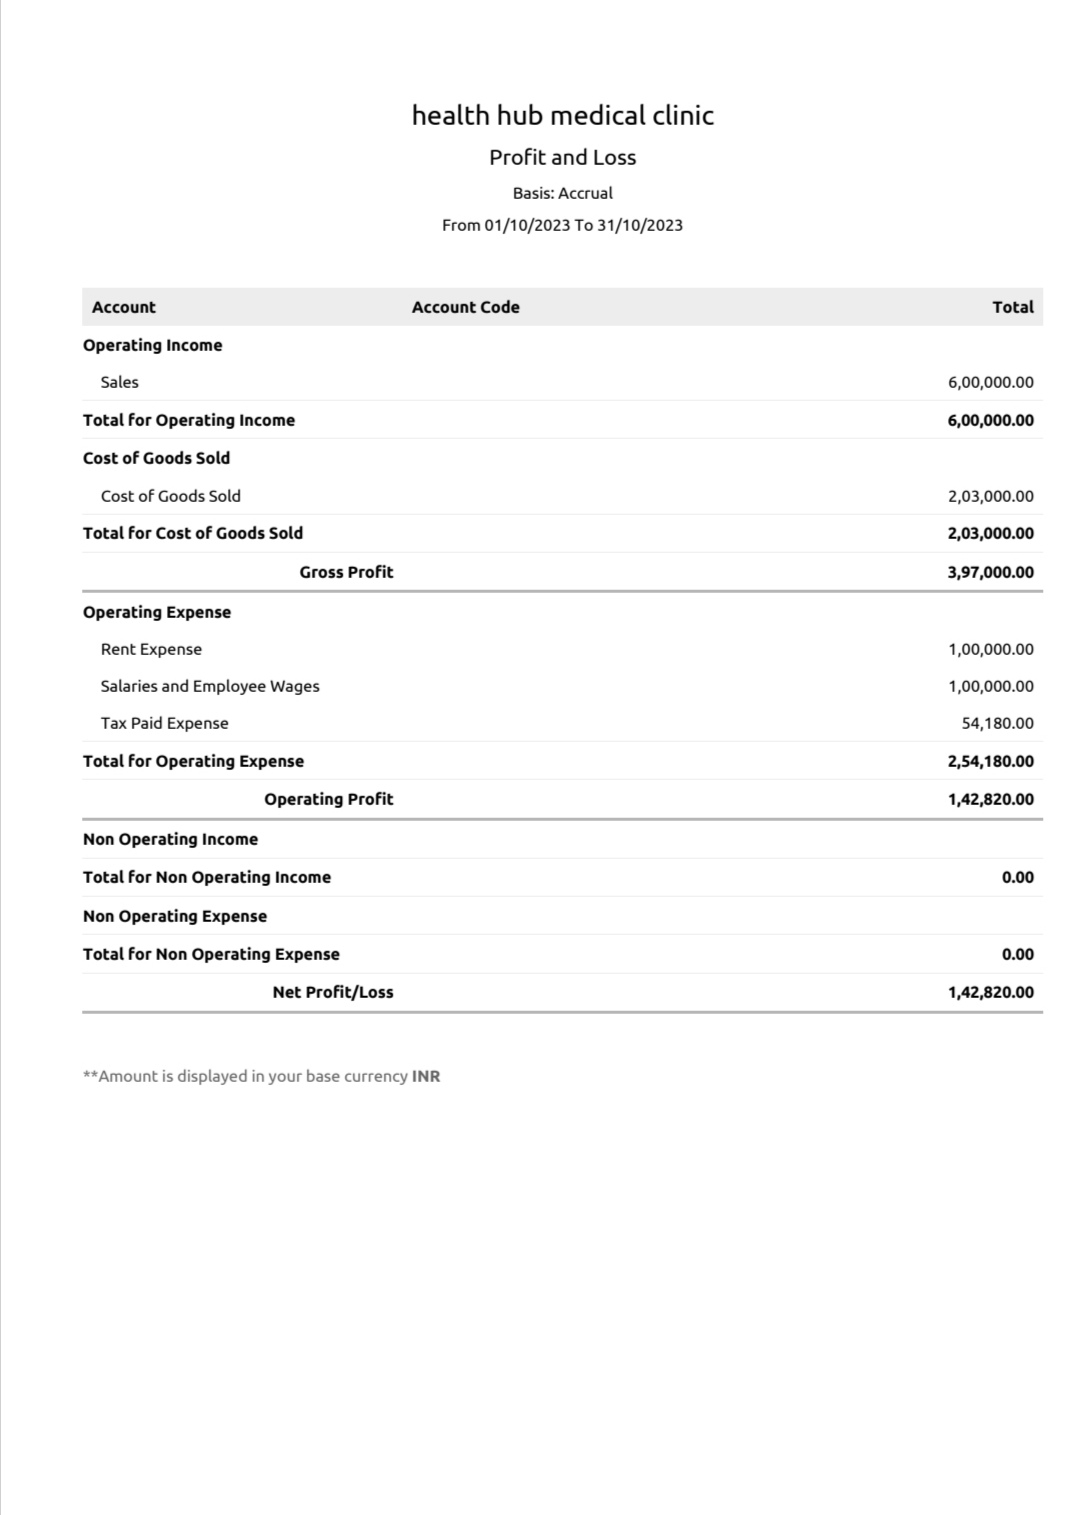 health hub medical clinic
Profit and Loss
Basis: Accrual
From 01/10/2023 To 31/10/2023
Account Account Code Total
Operating Income
Sales 6,00,000.00
Total for Operating Income 6,00,000.00
Cost of Goods Sold
Cost of Goods Sold 2,03,000.00
Total for Cost of Goods Sold 2,03,000.00
Gross Profit 3,97,000.00
Operating Expense
Rent Expense 1,00,000.00
Salaries and Employee Wages 1,00,000.00
Tax Paid Expense 54,180.00
Total for Operating Expense 2,54,180.00
Operating Profit 1,42,820.00
Non Operating Income
Total for Non Operating Income 0.00
Non Operating Expense
Total for Non Operating Expense 0.00
Net Profit/Loss 1,42,820.00
**Amount is displayed in your base currency INR